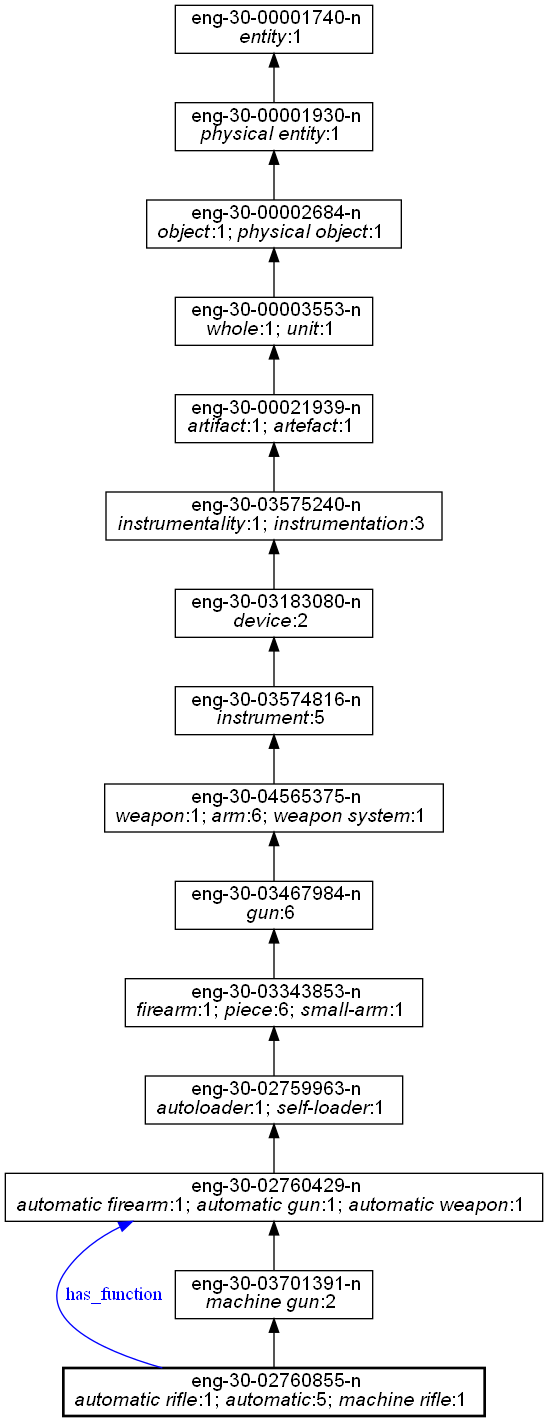 eng-30-00001740-n
entity:1
eng-30-00001930-n
physical entity:1
eng-30-00002684-n
object:1; physical object:1
eng-30-00003553-n
whole:1; unit:1
eng-30-00021939-n
artifact:1; artefact:1
eng-30-03575240-n
instrumentality:1; instrumentation:3
eng-30-03183080-n
device:2
eng-30-03574816-n
instrument:5
eng-30-04565375-n
weapon:1; arm:6; weapon system:1
eng-30-03467984-n
gun:6
eng-30-03343853-n
firearm:1; piece:6; small-arm:1
eng-30-02759963-n
autoloader:1; self-loader:1
eng-30-02760429-n
automatic firearm:1; automatic gun:1; automatic weapon:1
has_function
eng-30-03701391-n
machine gun:2
eng-30-02760855-n
automatic rifle:1; automatic:5; machine rifle:1